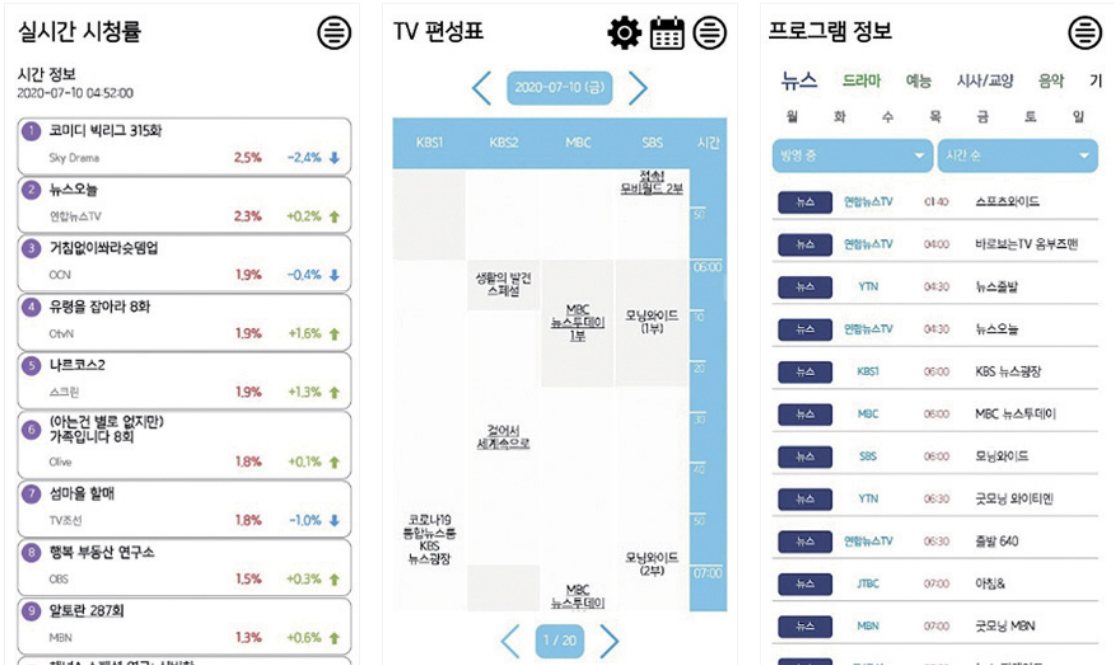 실시간 시청률
시간 정보
2020-07-10 04:52:00
1 코미디 빅리그 315화
Sky Drama 2.5% -2.4%
2 뉴스오늘
연합뉴스TV 2.3% +0.2%
3 거침없이쏴라슛뎀업
OCN 1.9% -0.4%
4 유령을 잡아라 8화
OtvN 1.9% +1.6%
5 나르코스2
스크린 1.9% +1.3%
6 (아는건 별로 없지만)
가족입니다 8회
Olive 1.8% +0.1%
7 섬마을 할매
TV조선 1.8% -1.0%
8 행복 부동산 연구소
OBS 1.5% +0.3%
9 알토란 287회
MBN 1.3% +0.6%
TV 편성표
2020-07-10 (금)
KBS1 KBS2 MBC SBS 시간
접속!
무비월드 2부
50
06:00
생활의 발견
스페셜
MBC
뉴스투데이
1부
모닝와이드
(1부)
10
20
30
걸어서
세계속으로
40
50
코로나19
통합뉴스룸
KBS
뉴스광장
모닝와이드
(2부)
07:00
MBC
뉴스투데이
1 / 20
프로그램 정보
뉴스 드라마 예능 시사/교양 음악 기
월 화 수 목 금 토 일
방영 중 시간 순
뉴스 연합뉴스TV 01:40 스포츠와이드
뉴스 연합뉴스TV 04:00 바로보는TV 옴부즈맨
뉴스 YTN 04:30 뉴스출발
뉴스 연합뉴스TV 04:30 뉴스오늘
뉴스 KBS1 06:00 KBS 뉴스광장
뉴스 MBC 06:00 MBC 뉴스투데이
뉴스 SBS 06:00 모닝와이드
뉴스 YTN 06:30 굿모닝 와이티엔
뉴스 연합뉴스TV 06:30 출발 640
뉴스 JTBC 07:00 아침&
뉴스 MBN 07:00 굿모닝 MBN